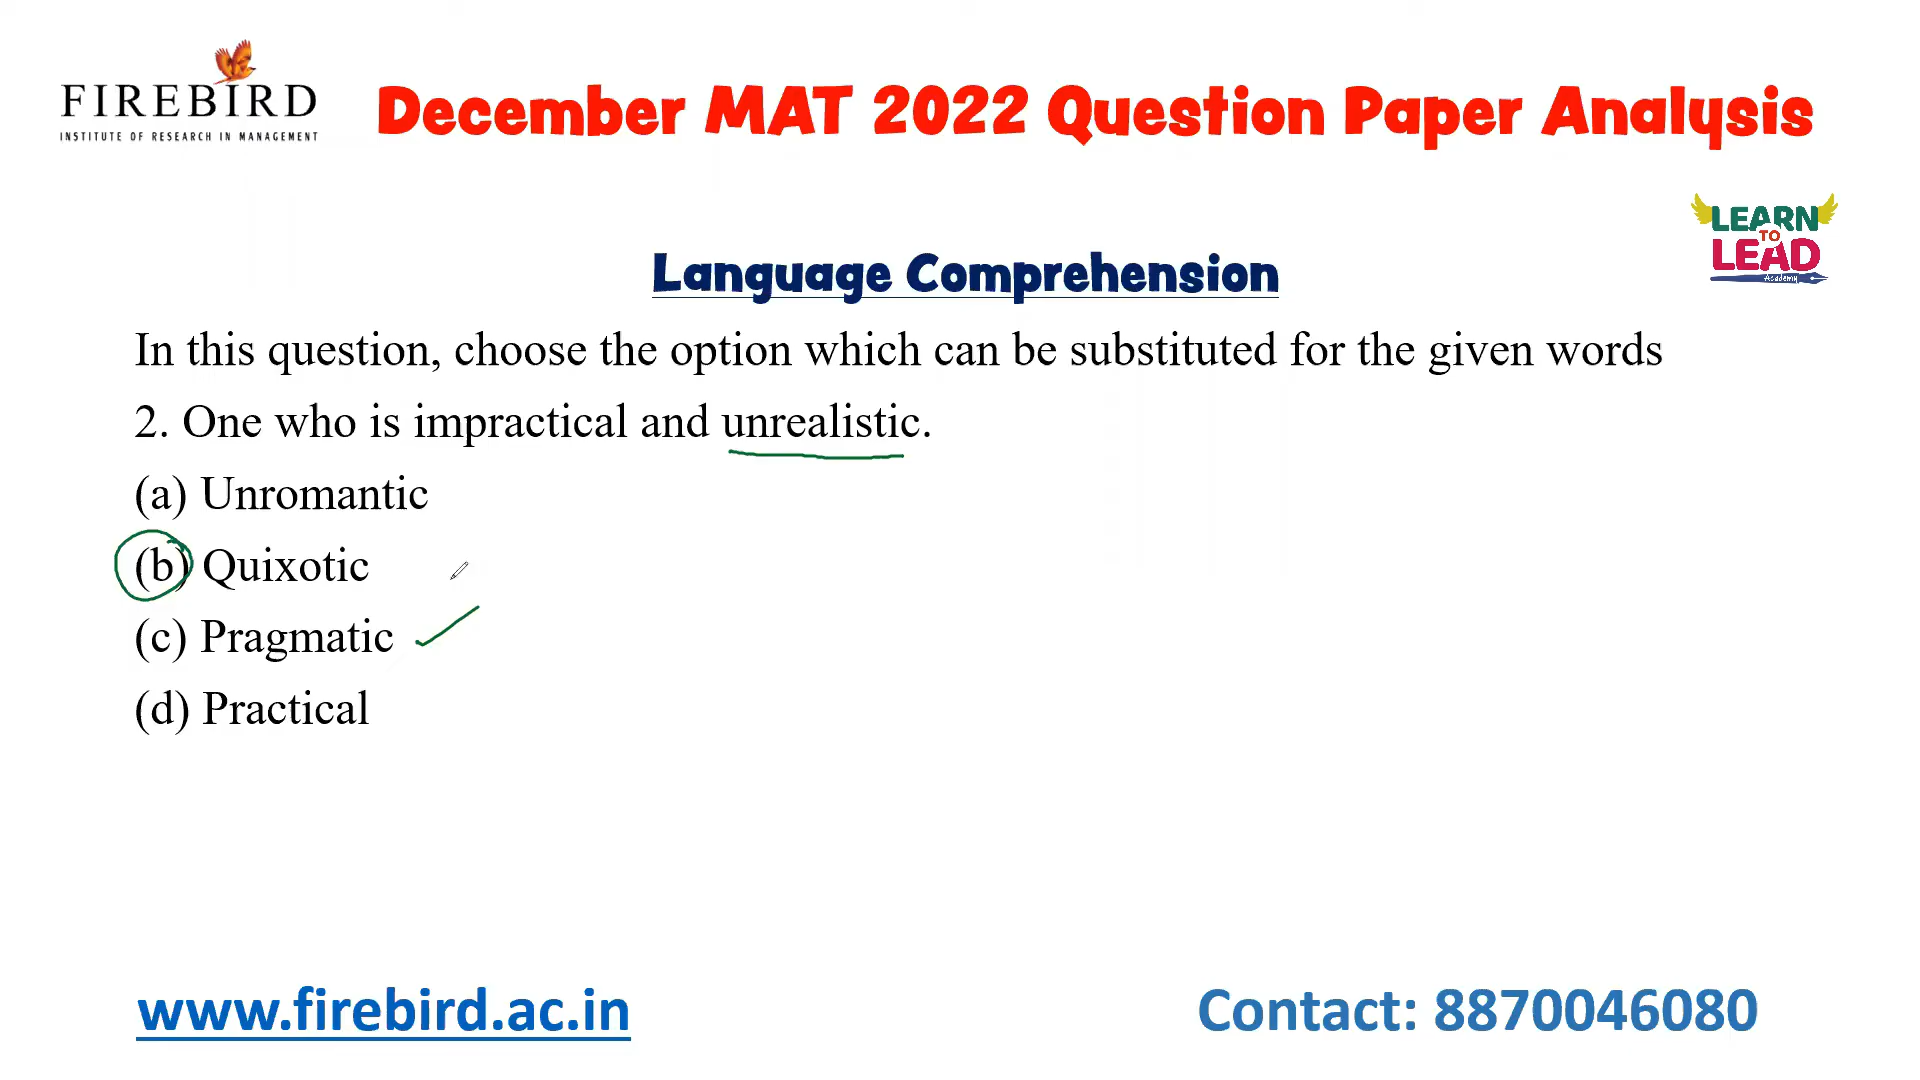 FIREBIRD
INSTITUTE OF RESEARCH IN MANAGEMENT
December MAT 2022 Question Paper Analysis
LEARN
TO
LEAD
Academy
Language Comprehension
In this question, choose the option which can be substituted for the given words
2. One who is impractical and unrealistic.
(a) Unromantic
(b) Quixotic
(c) Pragmatic
(d) Practical
www.firebird.ac.in
Contact: 8870046080